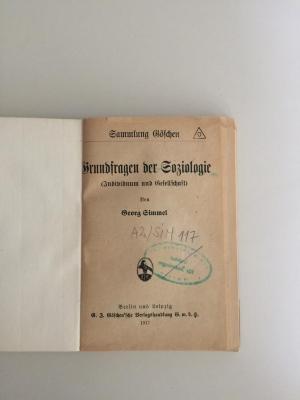 Sammlung Göschen
Grundfragen der Soziologie
(Individuum und Gesellschaft)
Von
Georg Simmel
A2/SIM 117
Berlin und Leipzig
G. J. Göschen'sche Verlagshandlung G. m. b. H.
1917